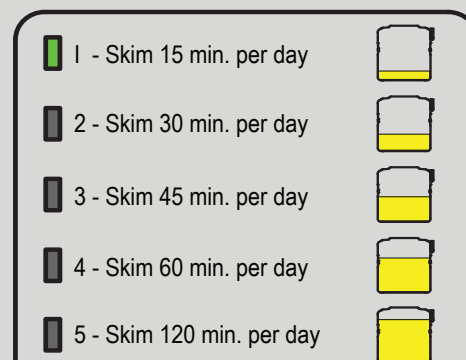 I - Skim 15 min. per day
2 - Skim 30 min. per day
3 - Skim 45 min. per day
4 - Skim 60 min. per day
5 - Skim 120 min. per day